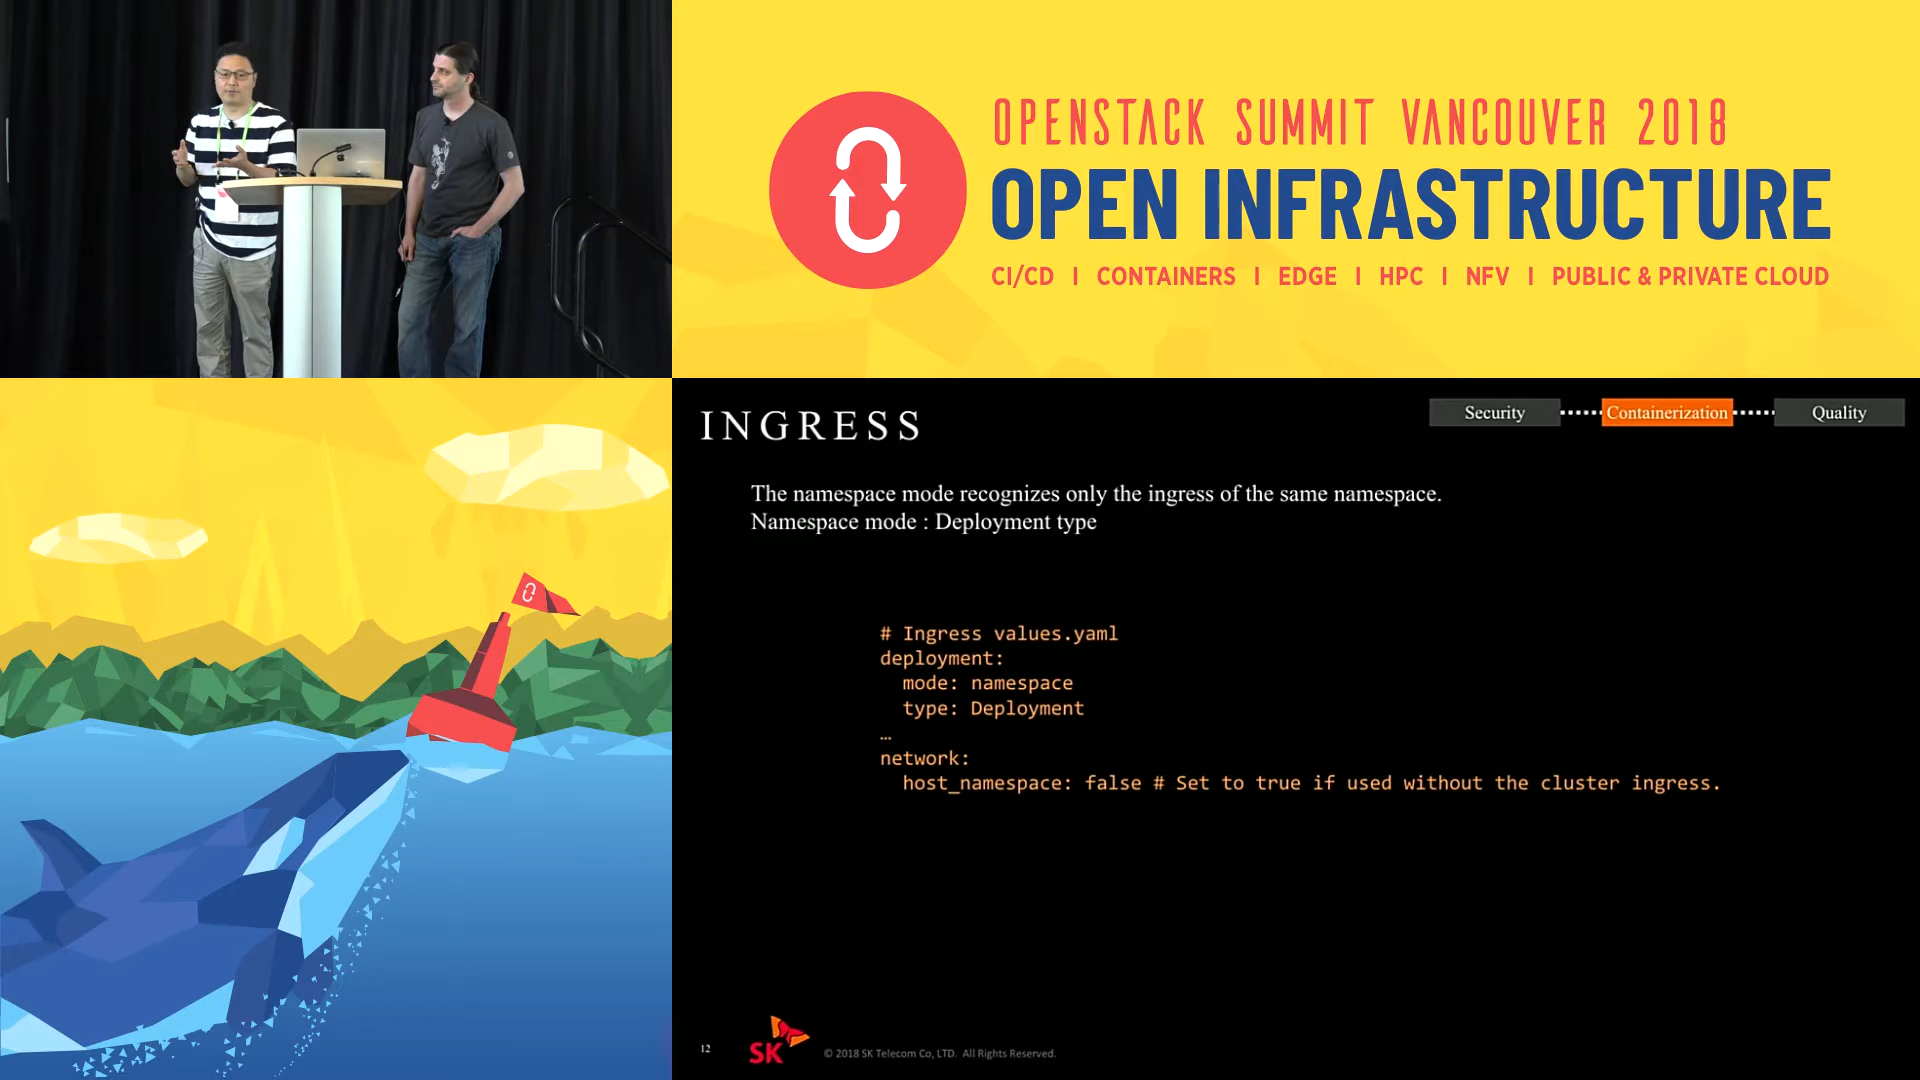 OPENSTACK SUMMIT VANCOUVER 2018
OPEN INFRASTRUCTURE
CI/CD | CONTAINERS | EDGE | HPC | NFV | PUBLIC & PRIVATE CLOUD
INGRESS
Security
Containerization
Quality
The namespace mode recognizes only the ingress of the same namespace.
Namespace mode : Deployment type
# Ingress values.yaml
deployment:
  mode: namespace
  type: Deployment
…
network:
  host_namespace: false # Set to true if used without the cluster ingress.
12
SK
© 2018 SK Telecom Co, LTD. All Rights Reserved.